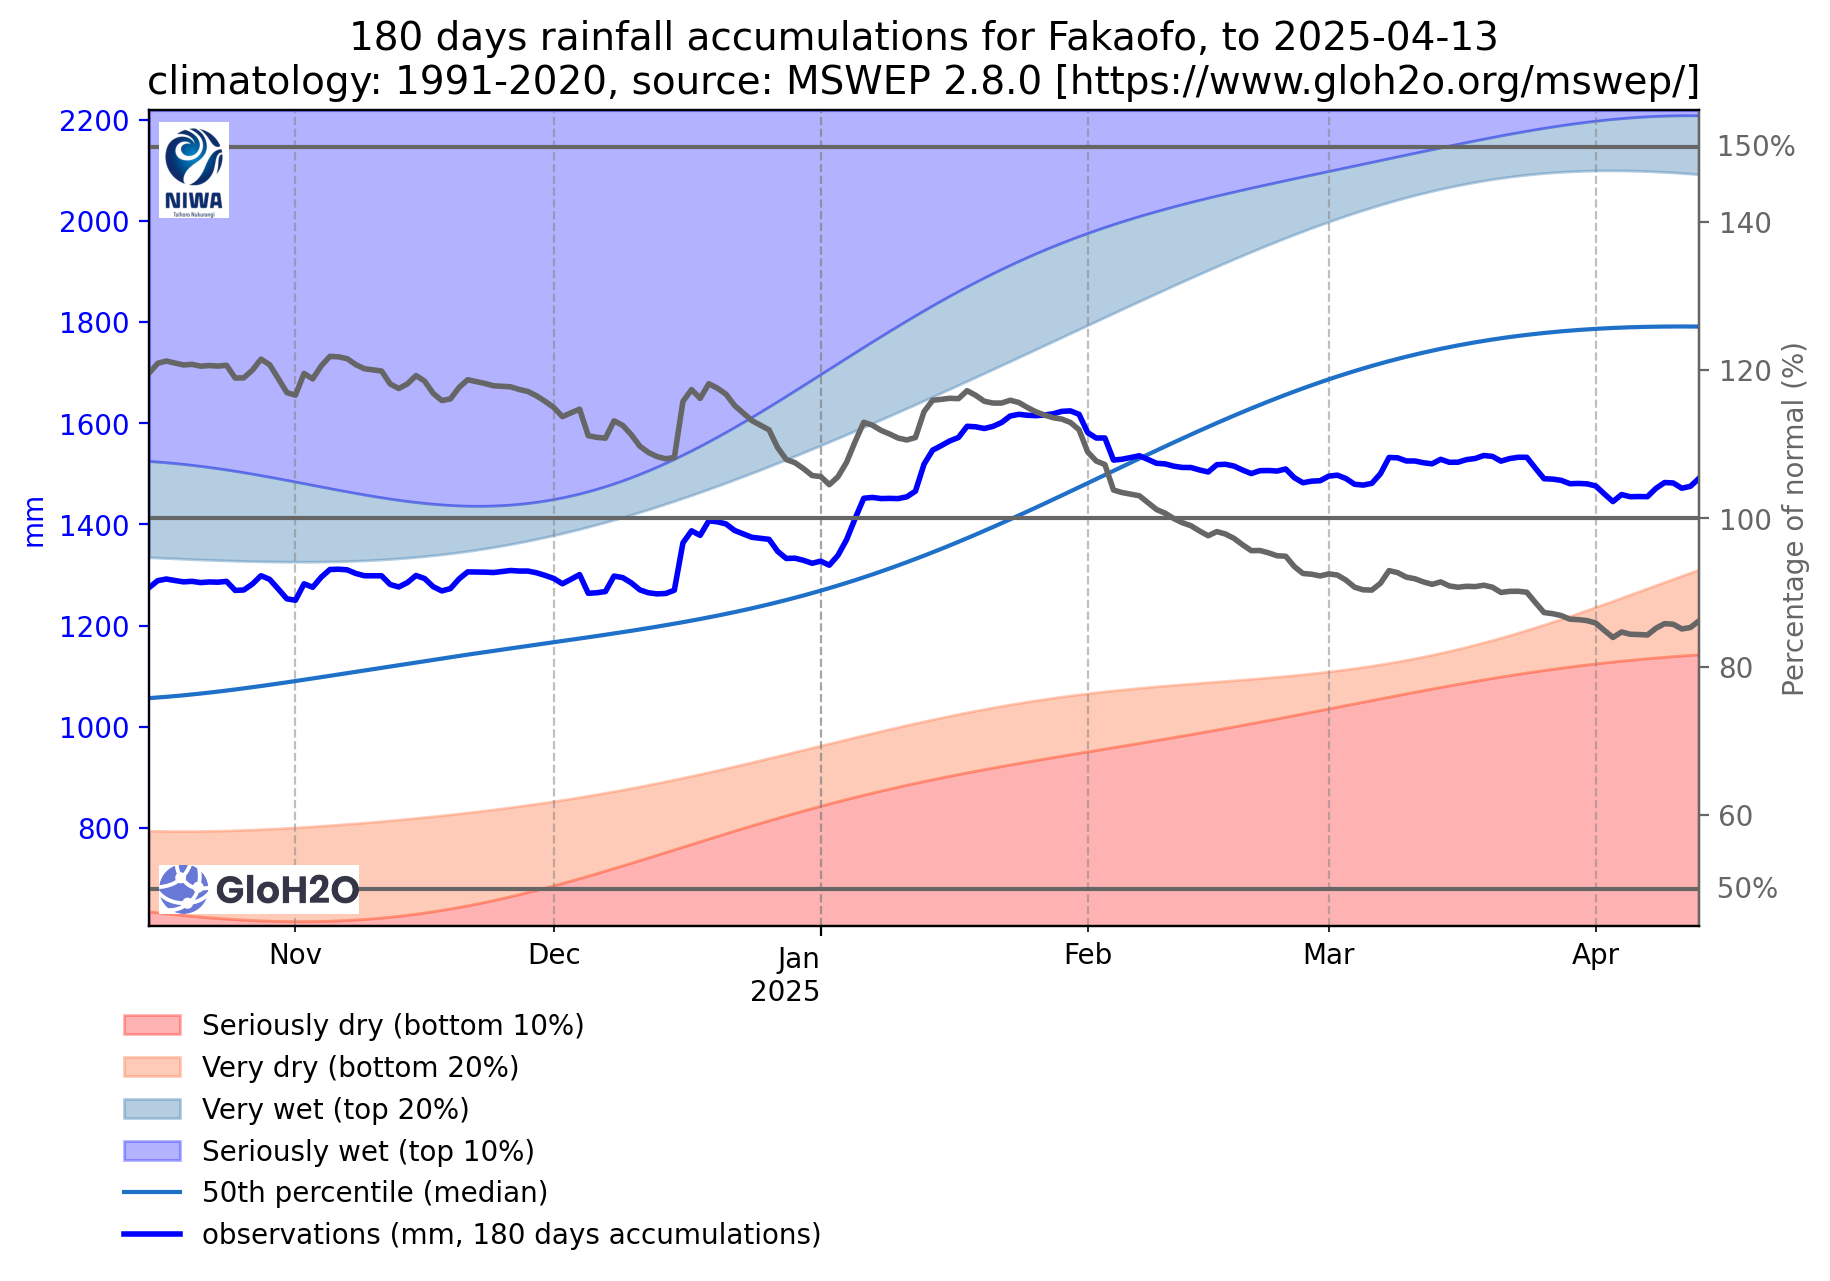 180 days rainfall accumulations for Fakaofo, to 2025-04-13
climatology: 1991-2020, source: MSWEP 2.8.0 [https://www.gloh2o.org/mswep/]
2200
2000
1800
1600
1400
1200
1000
800
mm
NIWA
Taihoro Nukurangi
GloH2O
150%
140
120
100
80
60
50%
Percentage of normal (%)
Nov
Dec
Jan
2025
Feb
Mar
Apr
Seriously dry (bottom 10%)
Very dry (bottom 20%)
Very wet (top 20%)
Seriously wet (top 10%)
50th percentile (median)
observations (mm, 180 days accumulations)